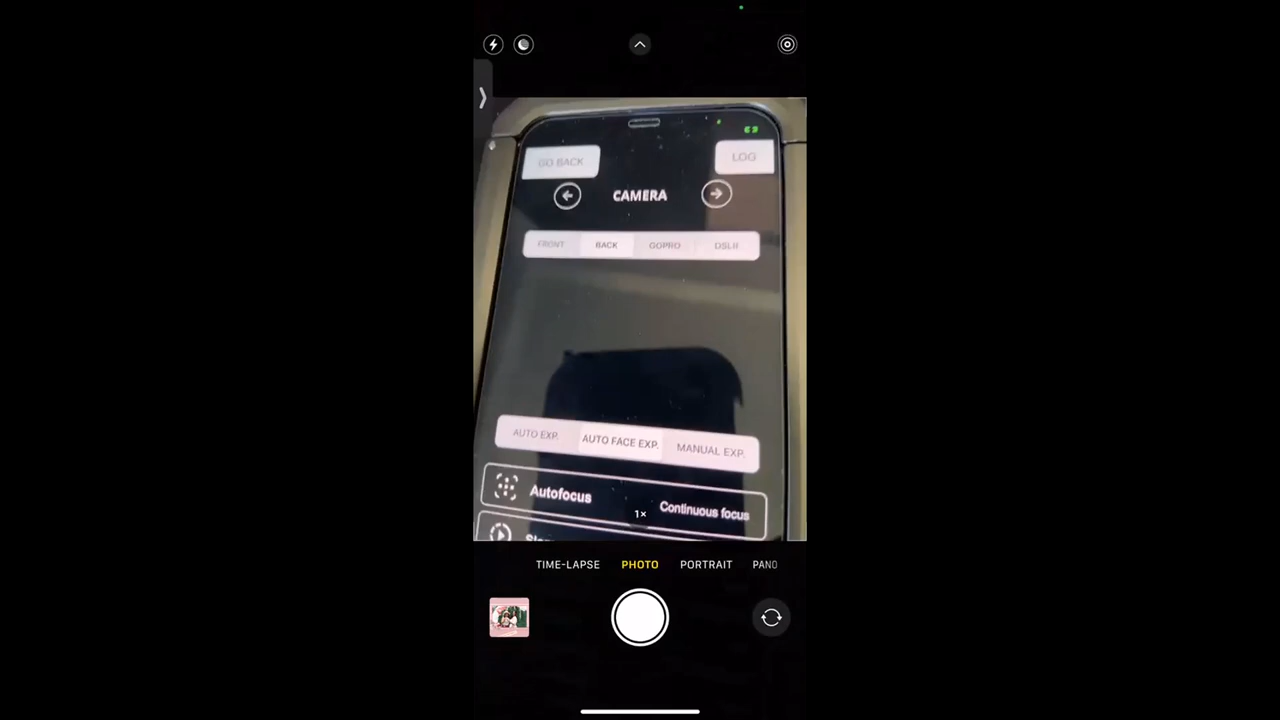 GO BACK
LOG
CAMERA
FRONT BACK GOPRO DSLR
AUTO EXP. AUTO FACE EXP. MANUAL EXP.
Autofocus
Continuous focus
1×
TIME-LAPSE PHOTO PORTRAIT PANO